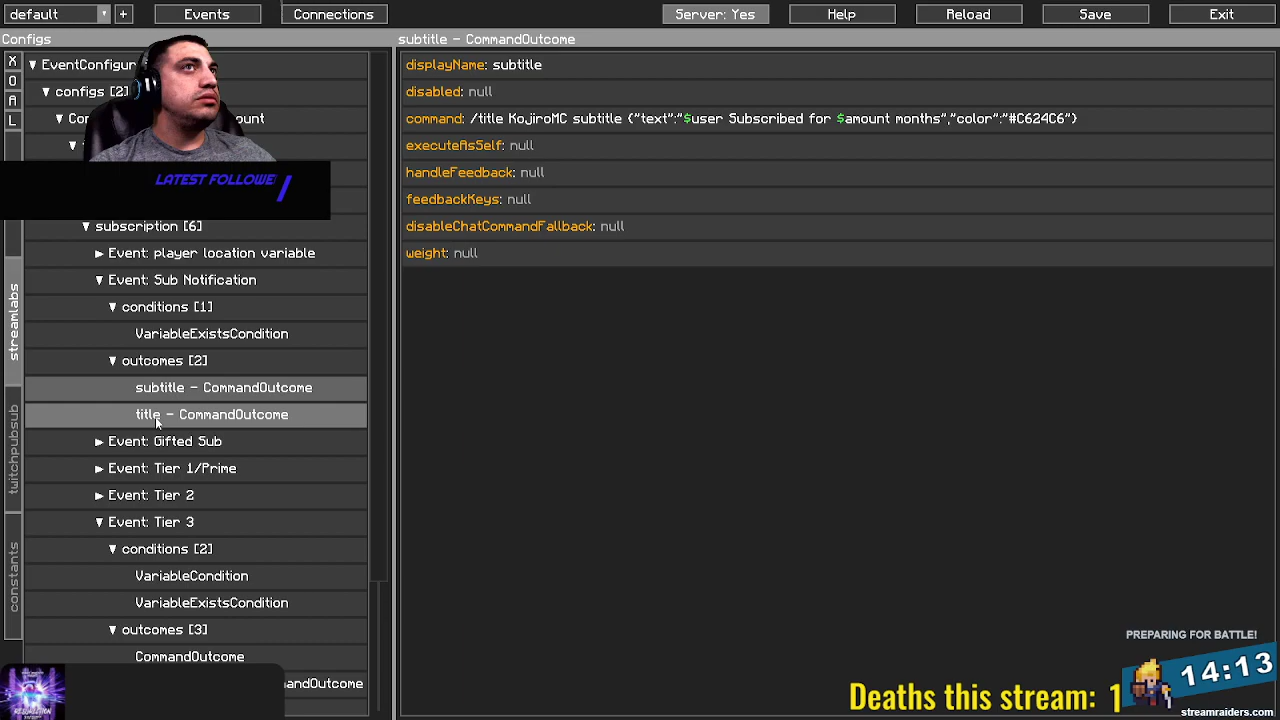 default
+
Events
Connections
Server: Yes
Help
Reload
Save
Exit
Configs
subtitle - CommandOutcome
X
O
A
L
streamlabs
twitchpubsub
constants
EventConfigur
configs [2]
Cor
ount
LATEST FOLLOWE
subscription [6]
Event: player location variable
Event: Sub Notification
conditions [1]
VariableExistsCondition
outcomes [2]
subtitle - CommandOutcome
title - CommandOutcome
Event: Gifted Sub
Event: Tier 1/Prime
Event: Tier 2
Event: Tier 3
conditions [2]
VariableCondition
VariableExistsCondition
outcomes [3]
CommandOutcome
andOutcome
displayName: subtitle
disabled: null
command: /title KojiroMC subtitle {"text":"$user Subscribed for $amount months","color":"#C624C6"}
executeAsSelf: null
handleFeedback: null
feedbackKeys: null
disableChatCommandFallback: null
weight: null
PREPARING FOR BATTLE!
14:13
Deaths this stream: 1
streamraiders.com